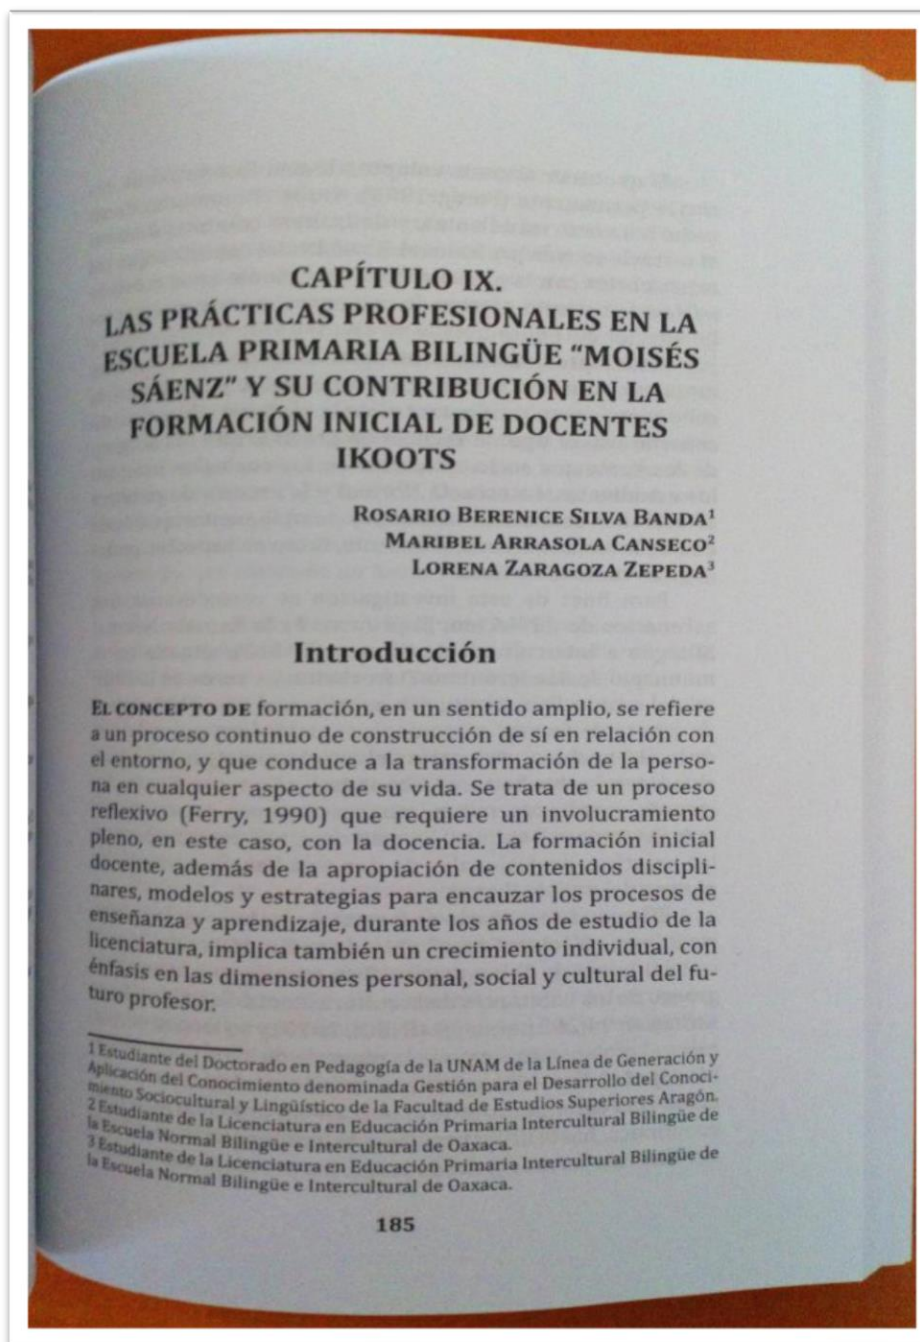 CAPÍTULO IX.
LAS PRÁCTICAS PROFESIONALES EN LA
ESCUELA PRIMARIA BILINGÜE “MOISÉS
SÁENZ” Y SU CONTRIBUCIÓN EN LA
FORMACIÓN INICIAL DE DOCENTES
IKOOTS
ROSARIO BERENICE SILVA BANDA¹
MARIBEL ARRASOLA CANSECO²
LORENA ZARAGOZA ZEPEDA³
Introducción
EL CONCEPTO DE formación, en un sentido amplio, se refiere
a un proceso continuo de construcción de sí en relación con
el entorno, y que conduce a la transformación de la perso-
na en cualquier aspecto de su vida. Se trata de un proceso
reflexivo (Ferry, 1990) que requiere un involucramiento
pleno, en este caso, con la docencia. La formación inicial
docente, además de la apropiación de contenidos discipli-
nares, modelos y estrategias para encauzar los procesos de
enseñanza y aprendizaje, durante los años de estudio de la
licenciatura, implica también un crecimiento individual, con
énfasis en las dimensiones personal, social y cultural del fu-
turo profesor.
1 Estudiante del Doctorado en Pedagogía de la UNAM de la Línea de Generación y
Aplicación del Conocimiento denominada Gestión para el Desarrollo del Conoci-
miento Sociocultural y Lingüístico de la Facultad de Estudios Superiores Aragón.
2 Estudiante de la Licenciatura en Educación Primaria Intercultural Bilingüe de
la Escuela Normal Bilingüe e Intercultural de Oaxaca.
3 Estudiante de la Licenciatura en Educación Primaria Intercultural Bilingüe de
la Escuela Normal Bilingüe e Intercultural de Oaxaca.
185